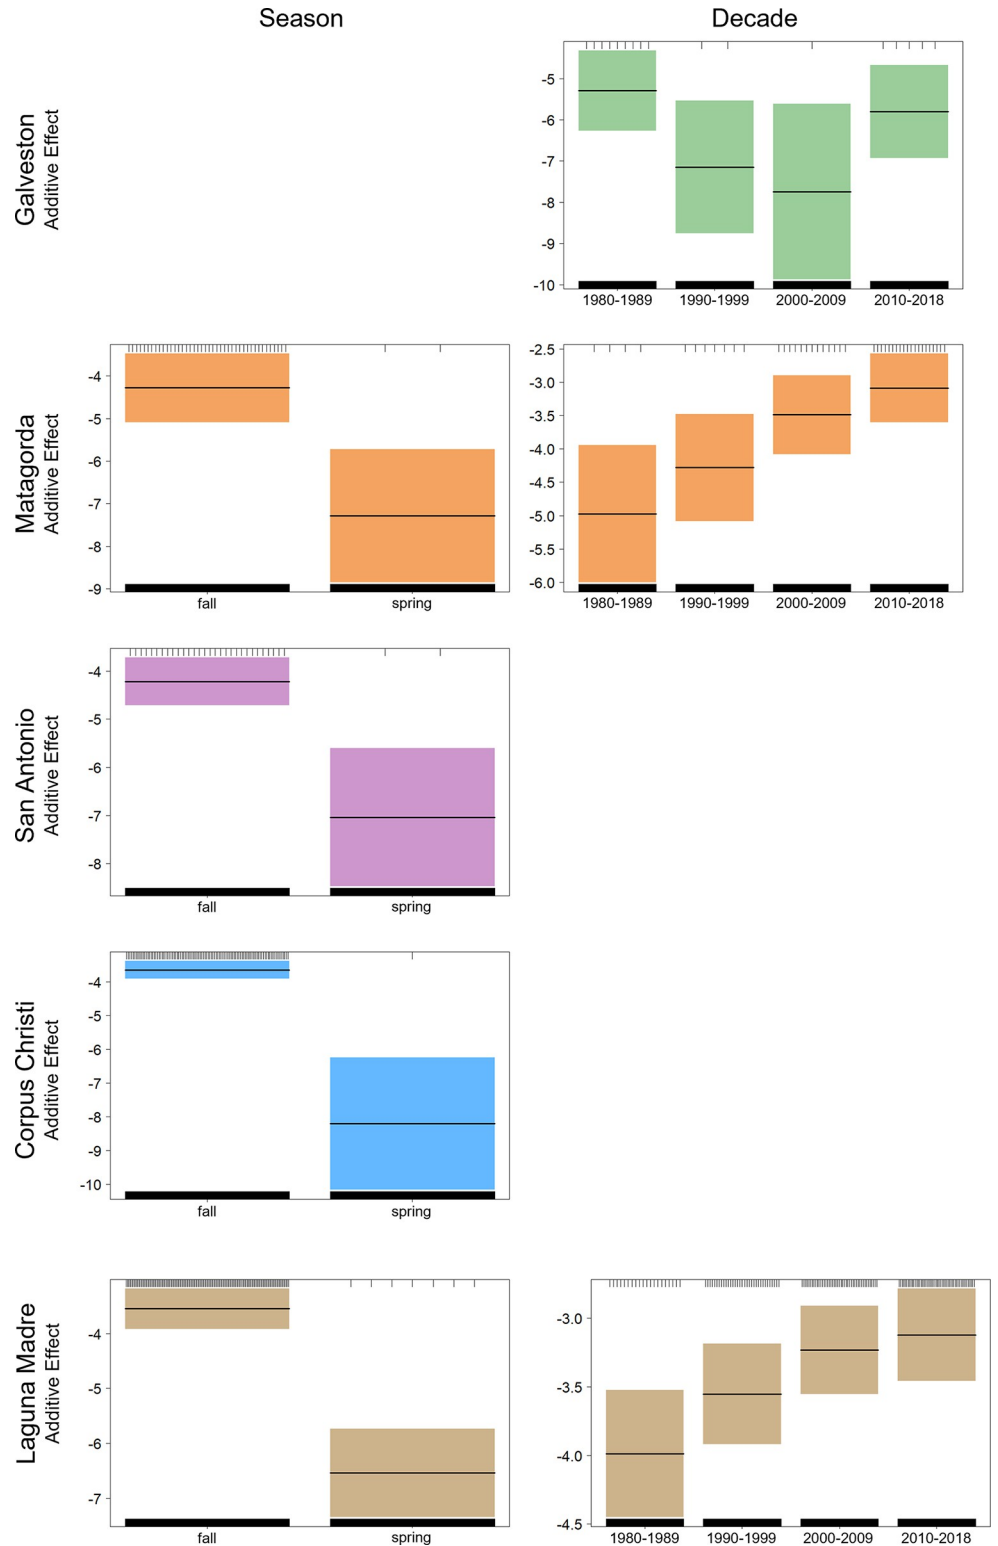 Season
Decade
Galveston
Additive Effect
-5
-6
-7
-8
-9
-10
1980-1989 1990-1999 2000-2009 2010-2018
Matagorda
Additive Effect
-4
-5
-6
-7
-8
-9
fall spring
-2.5
-3.0
-3.5
-4.0
-4.5
-5.0
-5.5
-6.0
1980-1989 1990-1999 2000-2009 2010-2018
San Antonio
Additive Effect
-4
-5
-6
-7
-8
fall spring
Corpus Christi
Additive Effect
-4
-5
-6
-7
-8
-9
-10
fall spring
Laguna Madre
Additive Effect
-4
-5
-6
-7
fall spring
-3.0
-3.5
-4.0
-4.5
1980-1989 1990-1999 2000-2009 2010-2018